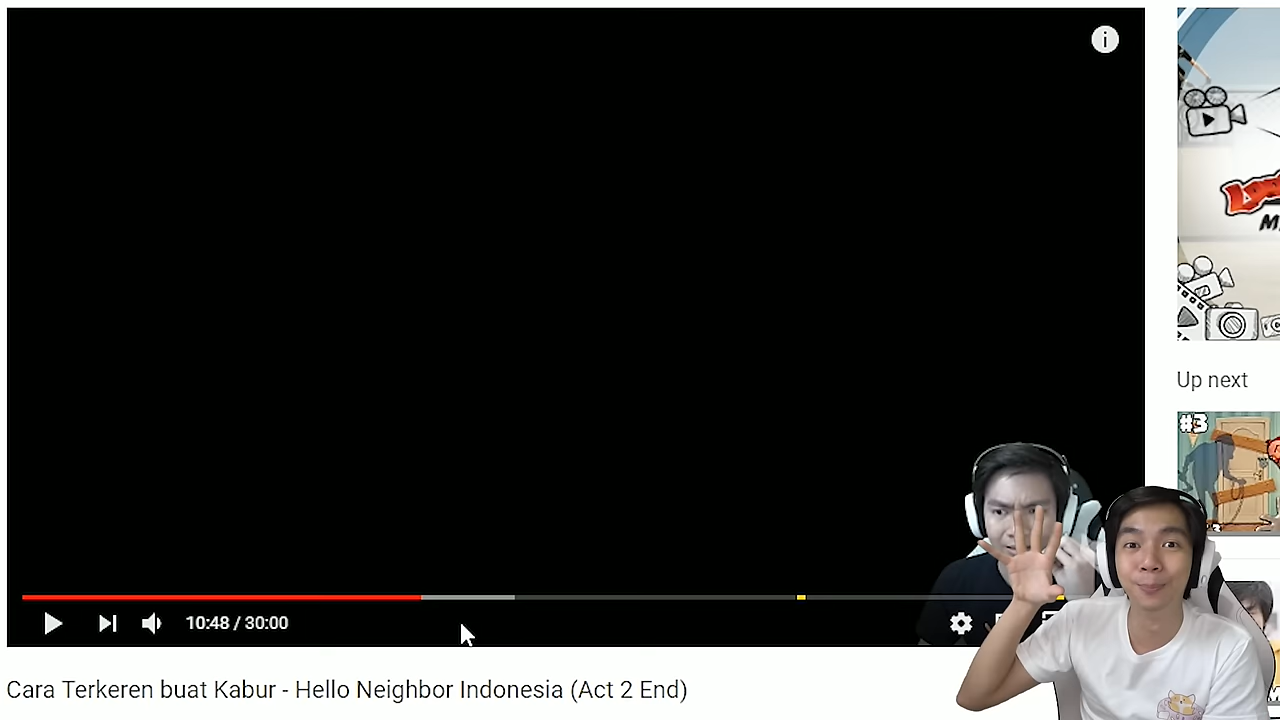 i
10:48 / 30:00
Cara Terkeren buat Kabur - Hello Neighbor Indonesia (Act 2 End)
Up next
#3